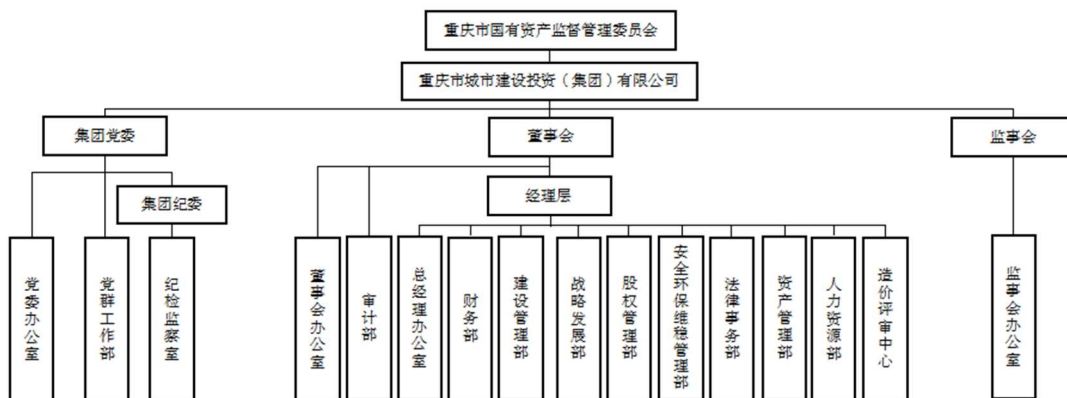 重庆市国有资产监督管理委员会
重庆市城市建设投资（集团）有限公司
集团党委
董事会
监事会
经理层
集团纪委
党委办公室
党群工作部
纪检监察室
董事会办公室
审计部
总经理办公室
财务部
建设管理部
战略发展部
股权管理部
安全环保维稳管理部
法律事务部
资产管理部
人力资源部
造价评审中心
监事会办公室